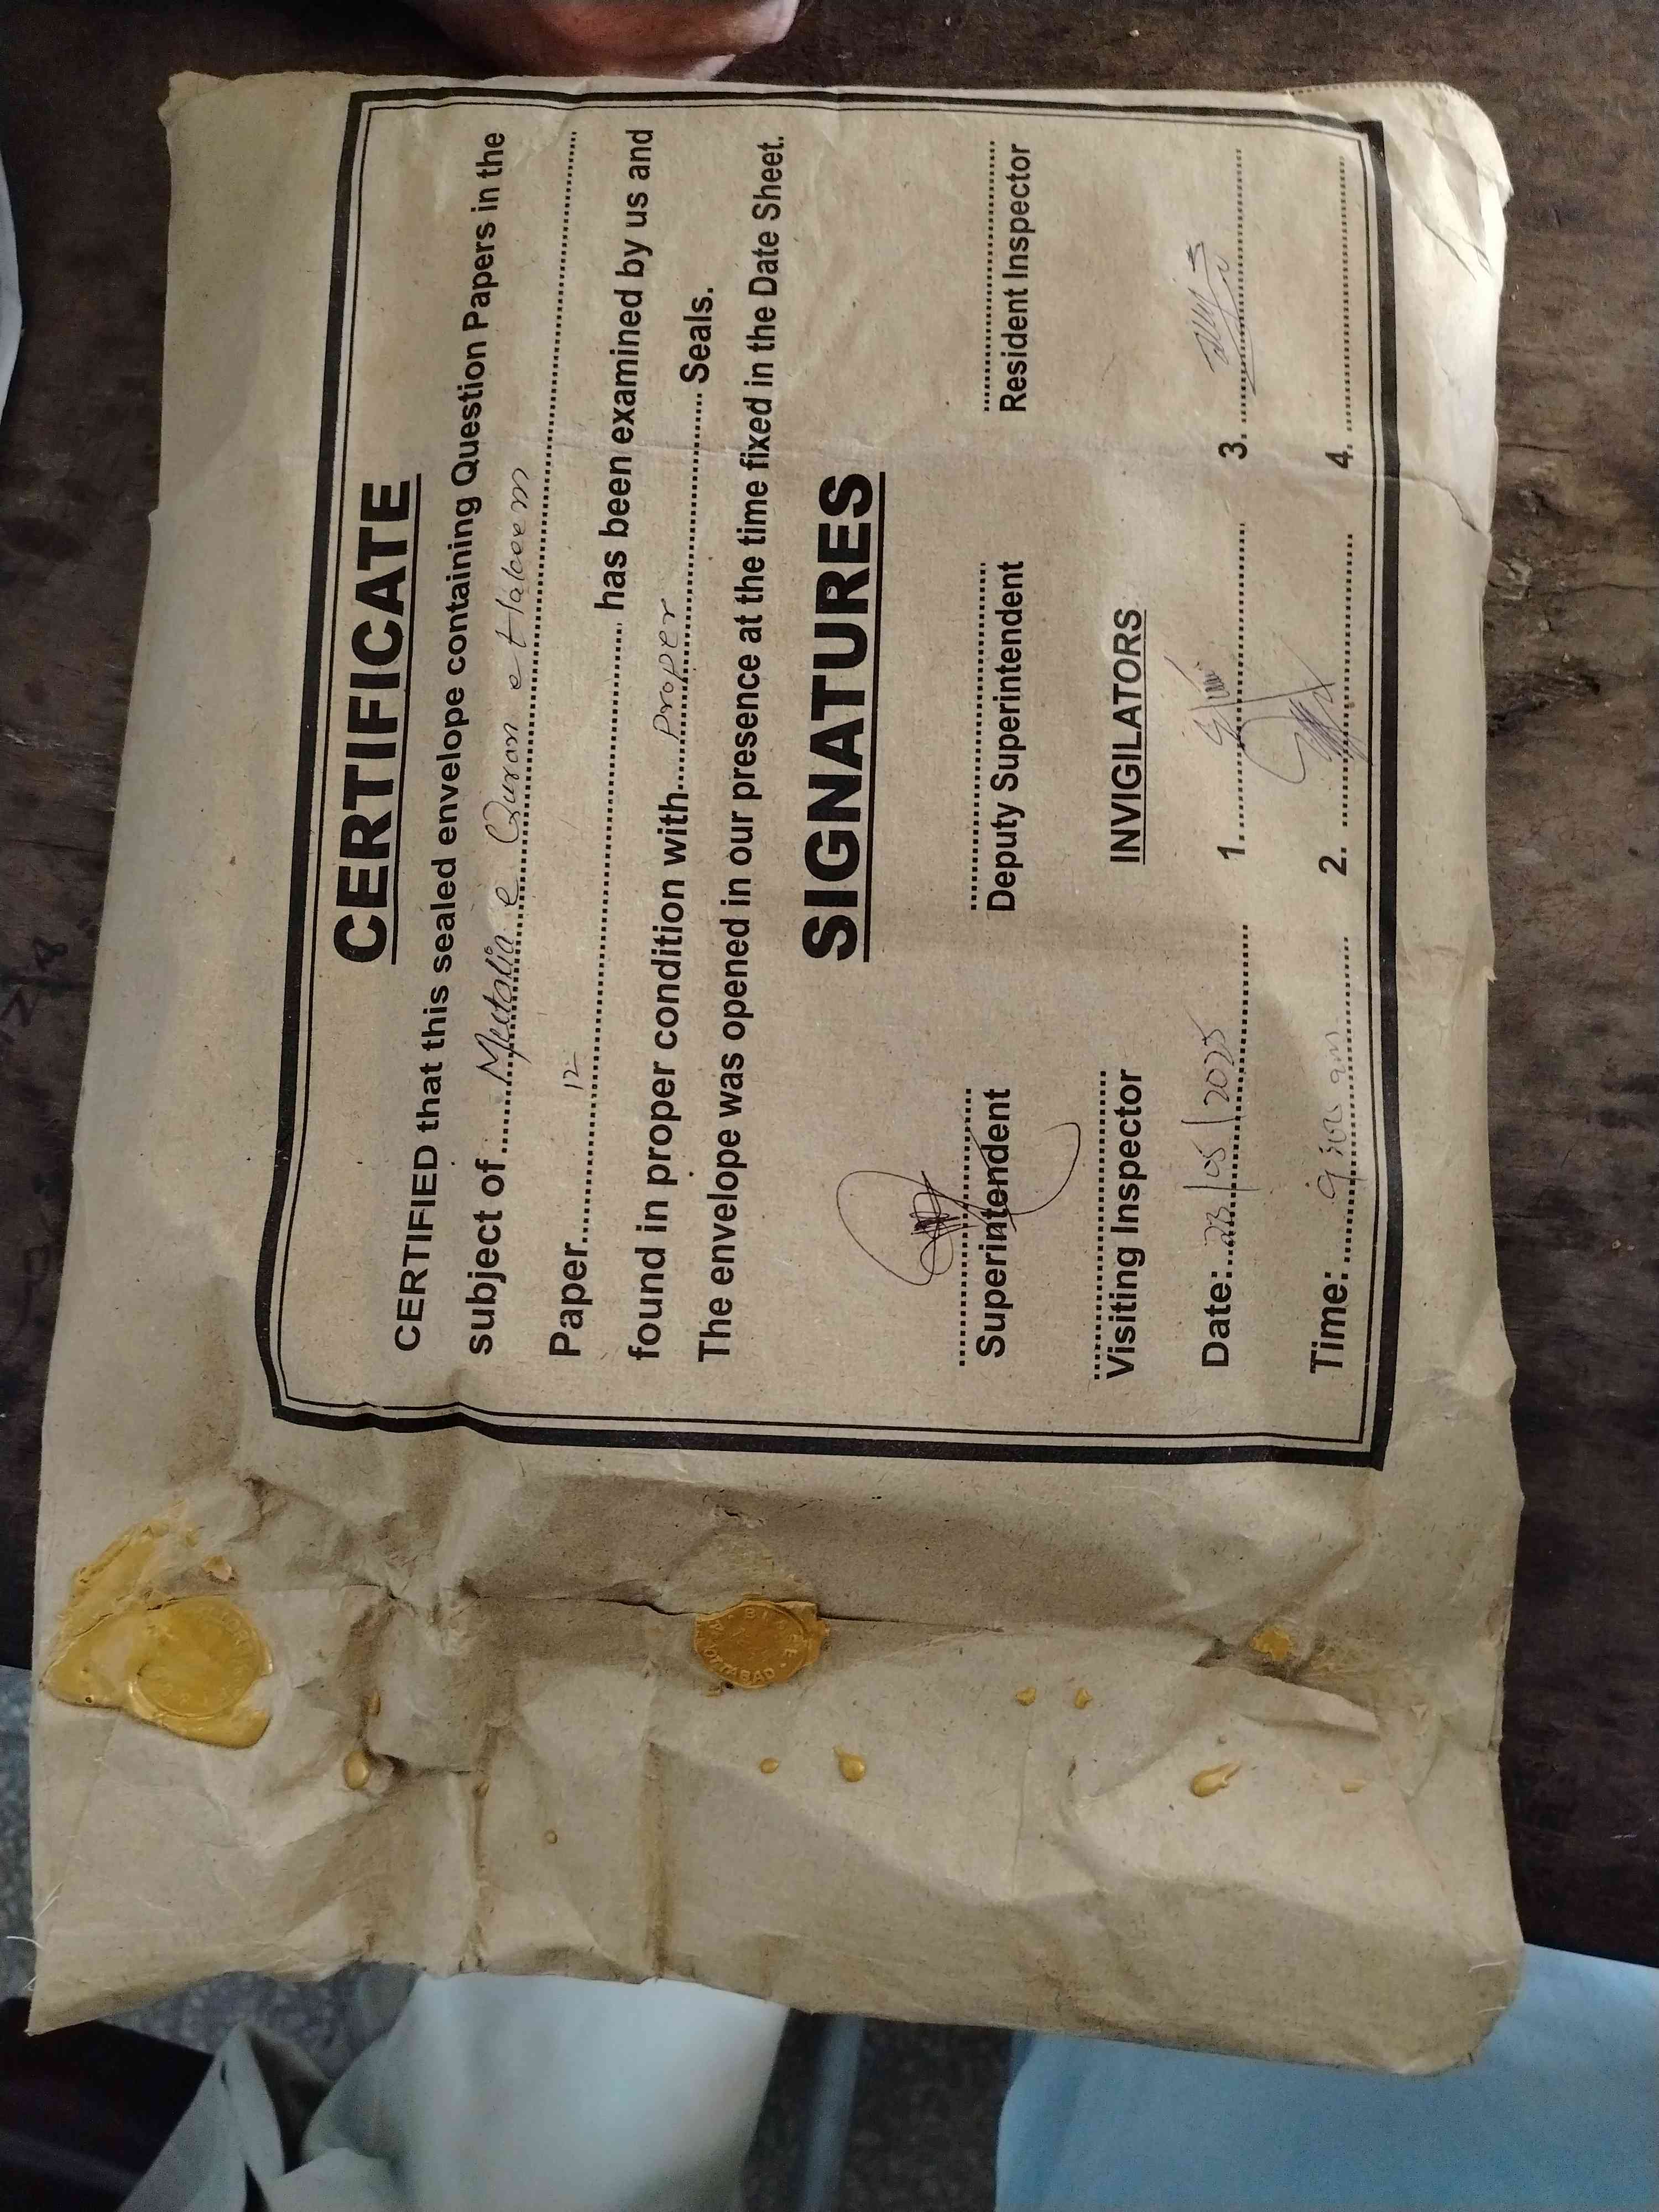 CERTIFICATE
CERTIFIED that this sealed envelope containing Question Papers in the
subject of Mutalia e Quran e Hakeem
Paper 12 has been examined by us and
found in proper condition with Proper Seals.
The envelope was opened in our presence at the time fixed in the Date Sheet.
SIGNATURES
Superintendent Deputy Superintendent Resident Inspector
Visiting Inspector INVIGILATORS
Date: 23/05/2025 1. 3.
Time: 9:00 am 2. 4.
BISE
ABBOTTABAD